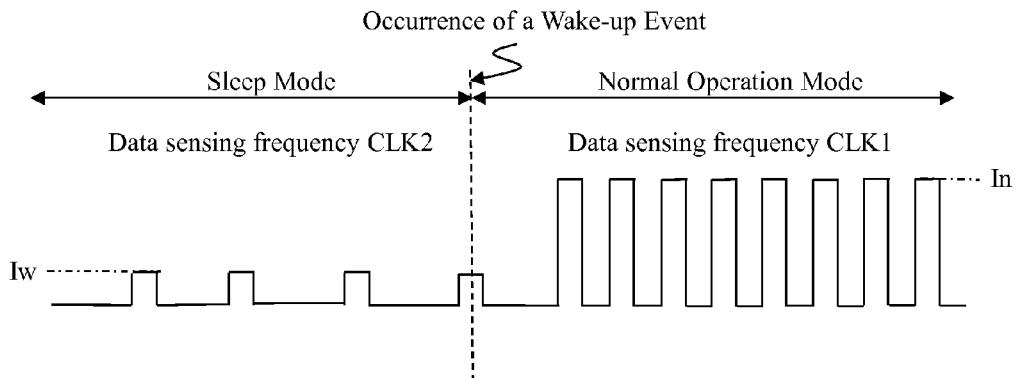 Occurrence of a Wake-up Event
Sleep Mode
Normal Operation Mode
Data sensing frequency CLK2
Data sensing frequency CLK1
In
Iw